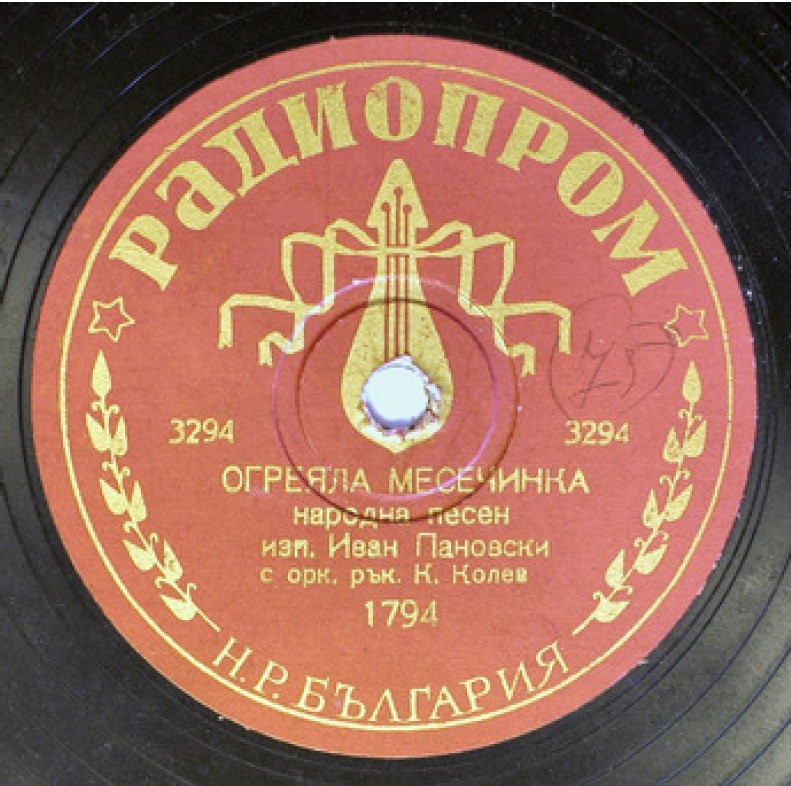 РАДИОПРОМ
3294 3294
ОГРЕЯЛА МЕСЕЧИНКА
народна песен
изп. Иван Пановски
с орк. рък. К. Колев
1794
Н.Р. БЪЛГАРИЯ